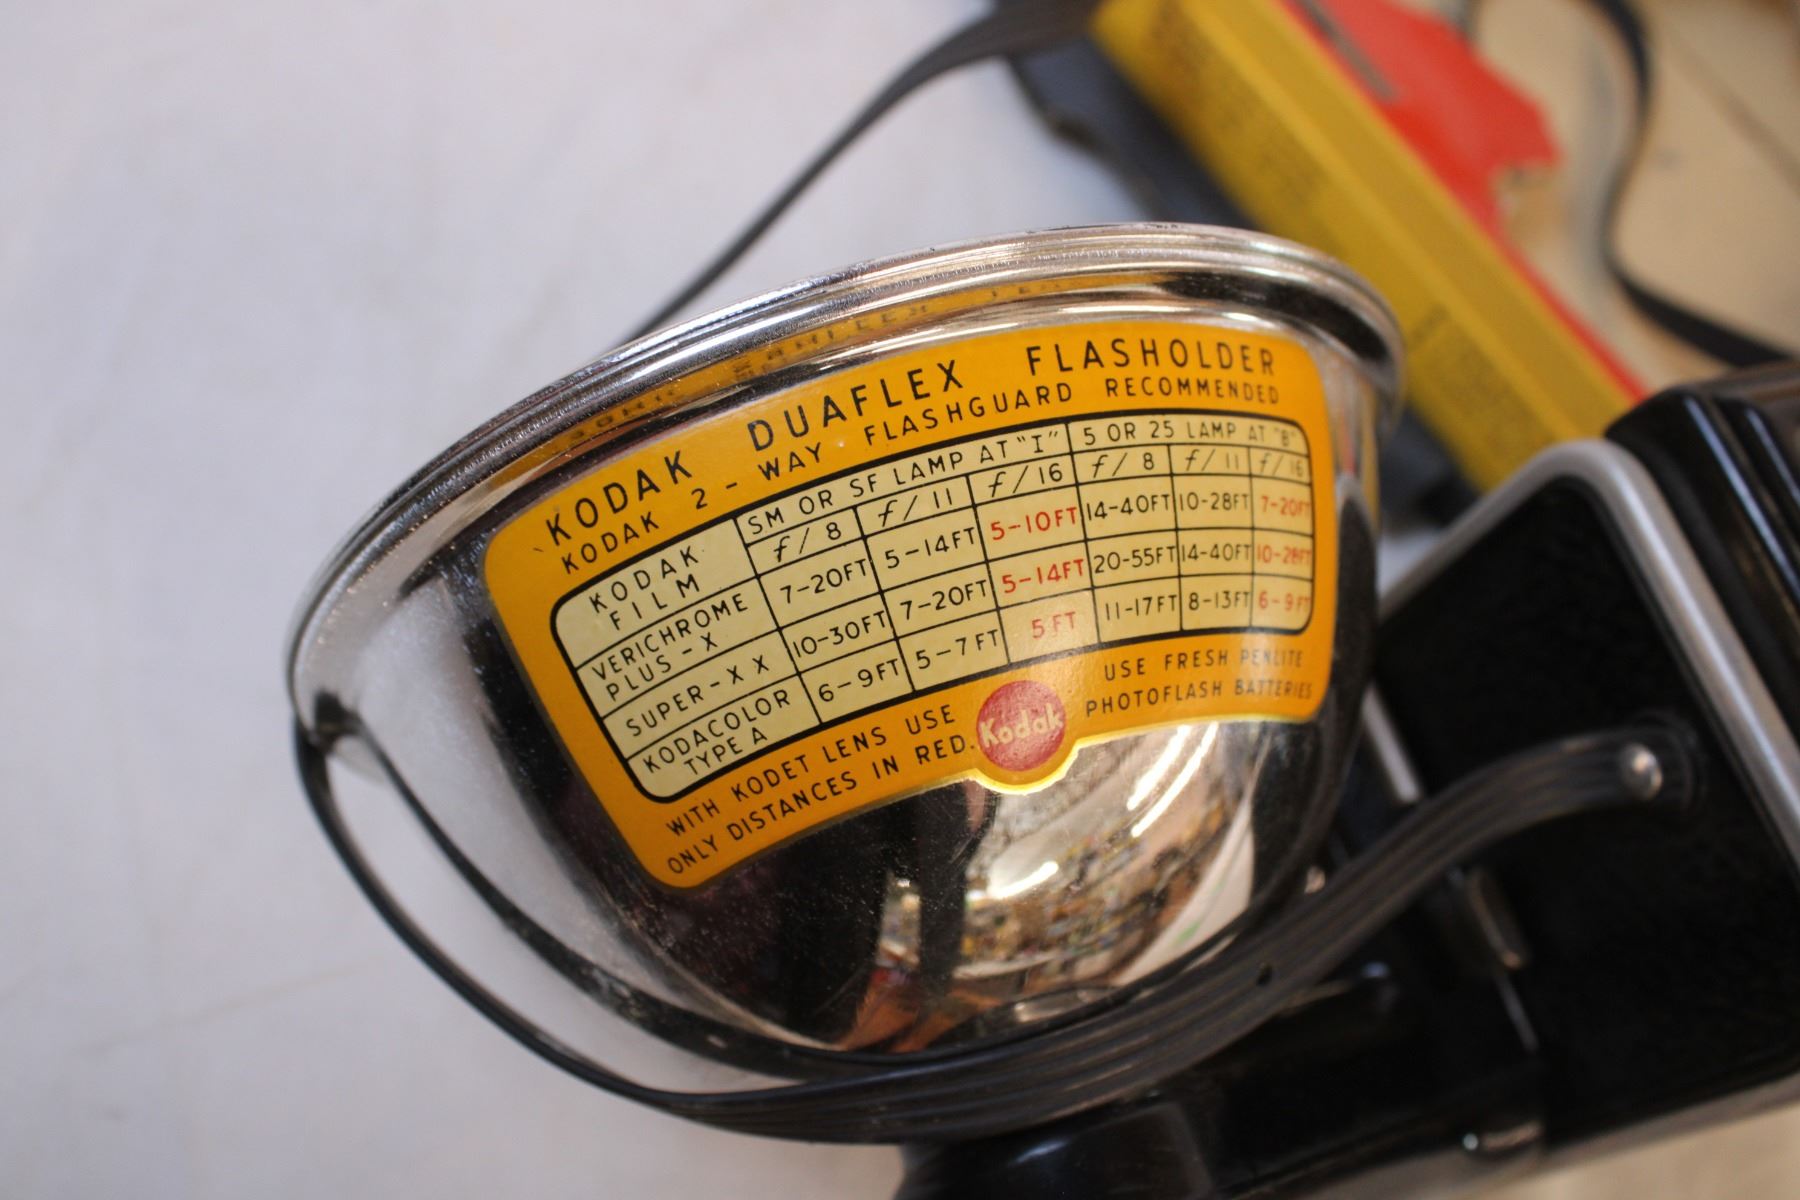 KODAK DUAFLEX FLASHOLDER
KODAK 2-WAY FLASHGUARD RECOMMENDED
KODAK FILM
SM OR SF LAMP AT "I"
5 OR 25 LAMP AT "B"
f/8 f/11 f/16 f/8 f/11 f/16
VERICHROME PLUS-X 7-20FT 5-14FT 5-10FT 14-40FT 10-28FT 7-20FT
SUPER-XX 10-30FT 7-20FT 5-14FT 20-55FT 14-40FT 10-28FT
KODACOLOR TYPE A 6-9FT 5-7FT 5FT 11-17FT 8-13FT 6-9FT
WITH KODET LENS USE
ONLY DISTANCES IN RED.
Kodak
USE FRESH PENLITE
PHOTOFLASH BATTERIES